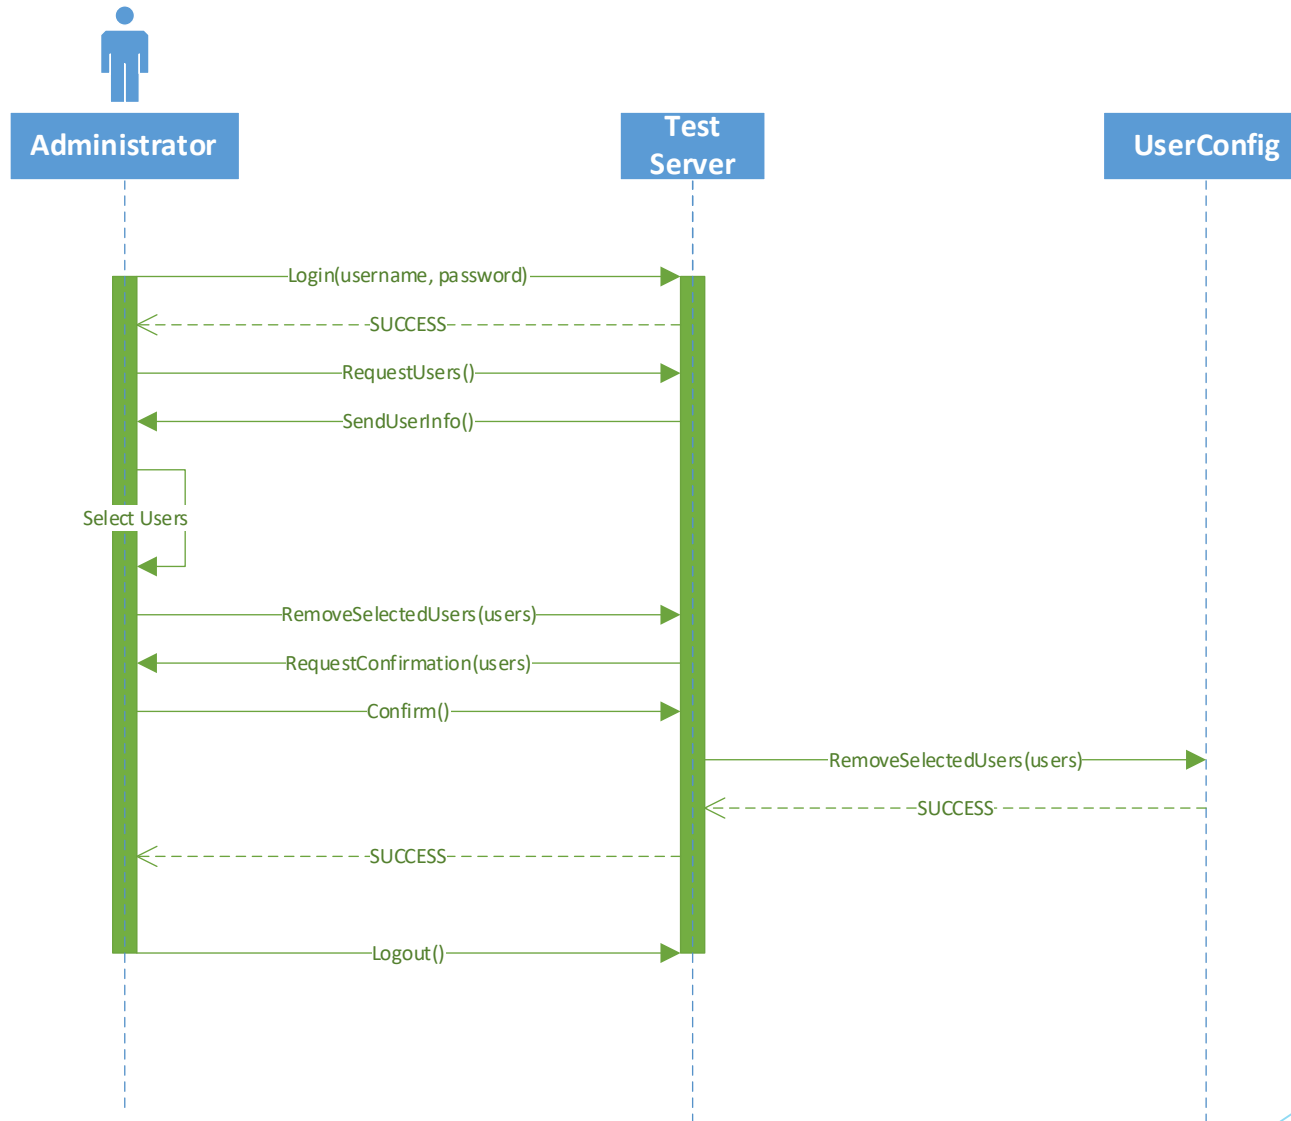 Administrator
Test
Server
UserConfig
Login(username, password)
SUCCESS
RequestUsers()
SendUserInfo()
Select Users
RemoveSelectedUsers(users)
RequestConfirmation(users)
Confirm()
RemoveSelectedUsers(users)
SUCCESS
SUCCESS
Logout()